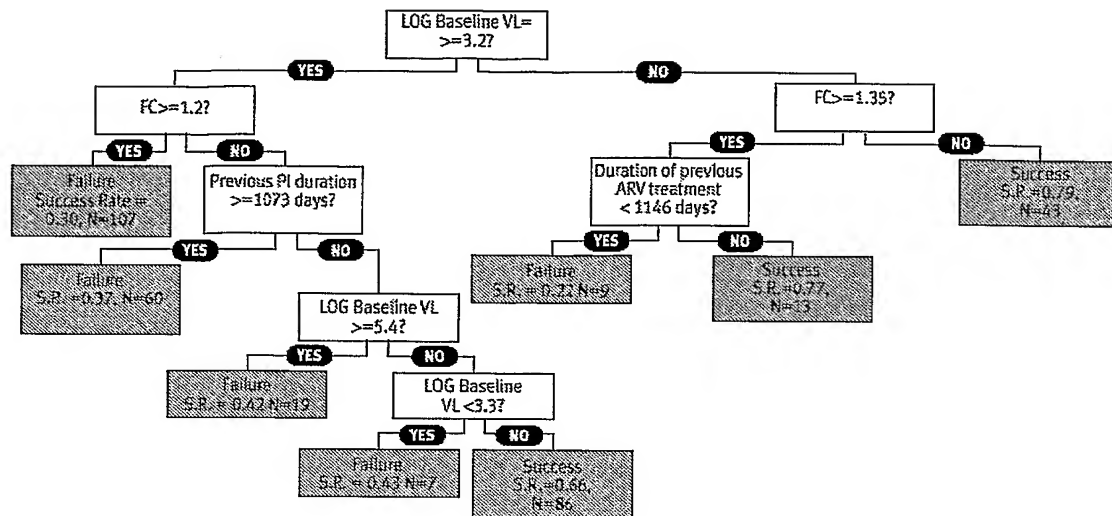 LOG Baseline VL=
>=3.2?
YES
NO
FC>=1.2?
FC>=1.35?
YES
NO
YES
NO
Failure
Success Rate =
0.30, N=107
Previous PI duration
>=1073 days?
Duration of previous
ARV treatment
< 1146 days?
Success
S.R.=0.79,
N=43
YES
NO
YES
NO
Failure
S.R. = 0.37, N=60
Failure
S.R. = 0.22 N=9
Success
S.R.=0.77,
N=13
LOG Baseline VL
>=5.4?
YES
NO
Failure
S.R. = 0.42 N=19
LOG Baseline
VL <3.3?
YES
NO
Failure
S.R. = 0.43 N=7
Success
S.R.=0.66,
N=86